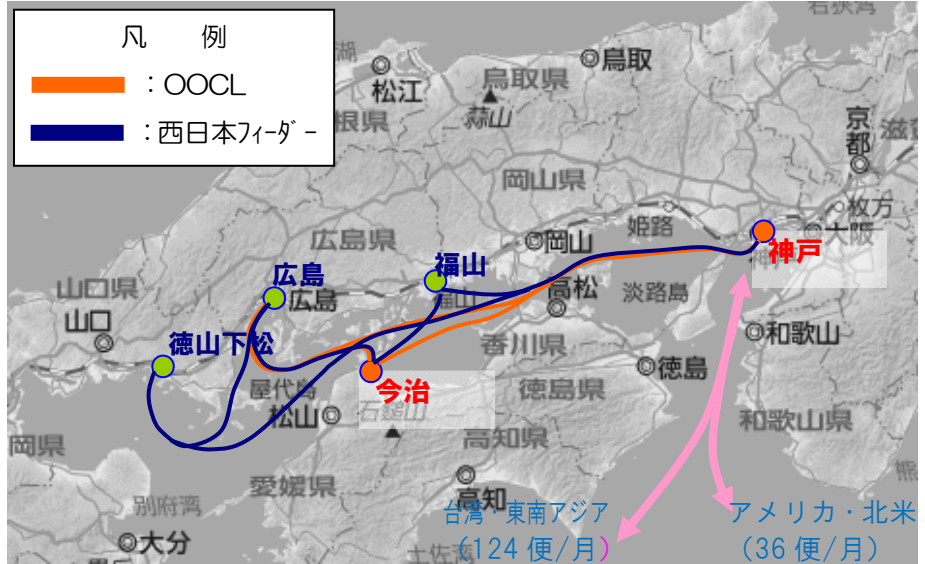 凡 例
：OOCL
：西日本フィーダー
若狭湾
鳥取
松江
鳥取県
蒜山
根県
湖
京都
滋賀
岡山県
姫路
枚方
大阪
広島県
岡山
神戸
福山
広島
広島
高松
淡路島
山口県
山口
和歌山
徳山下松
香川県
徳島
屋代島
今治
徳島県
松山
石鎚山
和歌山県
岡県
高知県
愛媛県
高知
別府湾
大分
土佐湾
台湾・東南アジア
（124 便/月）
アメリカ・北米
（36 便/月）